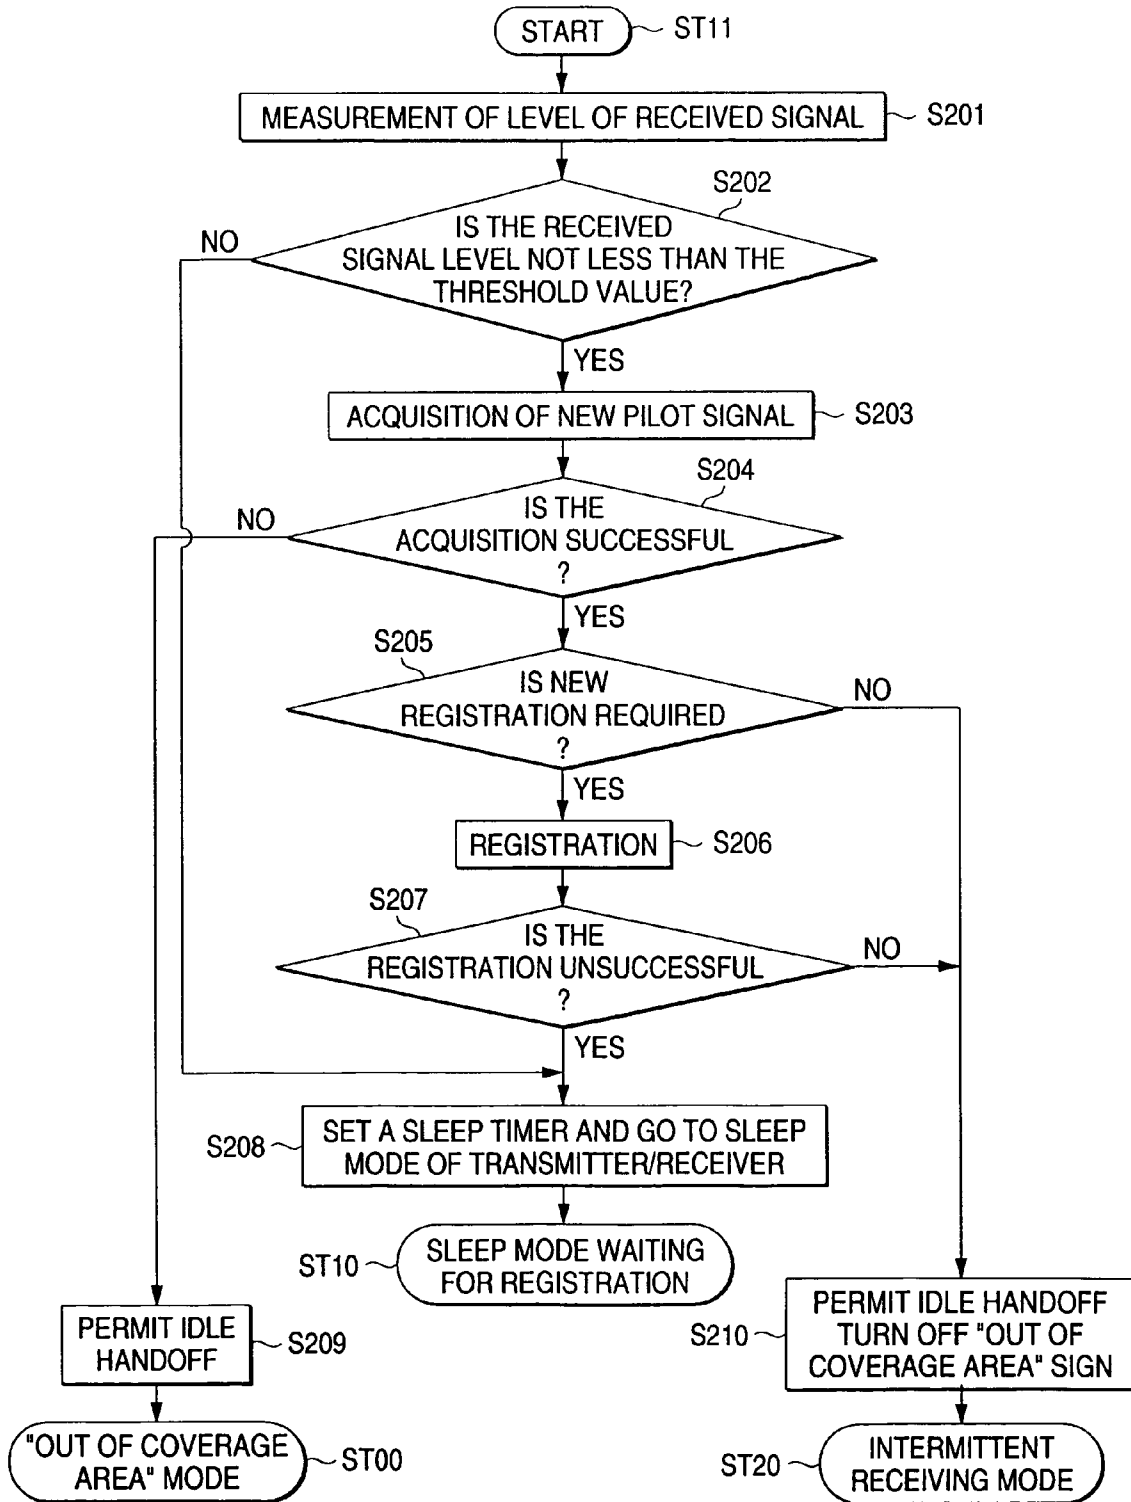 START
ST11
MEASUREMENT OF LEVEL OF RECEIVED SIGNAL
S201
S202
IS THE RECEIVED
SIGNAL LEVEL NOT LESS THAN THE
THRESHOLD VALUE?
NO
YES
ACQUISITION OF NEW PILOT SIGNAL
S203
S204
IS THE
ACQUISITION SUCCESSFUL
?
NO
YES
S205
IS NEW
REGISTRATION REQUIRED
?
NO
YES
REGISTRATION
S206
S207
IS THE
REGISTRATION UNSUCCESSFUL
?
NO
YES
S208
SET A SLEEP TIMER AND GO TO SLEEP
MODE OF TRANSMITTER/RECEIVER
ST10
SLEEP MODE WAITING
FOR REGISTRATION
PERMIT IDLE
HANDOFF
S209
S210
PERMIT IDLE HANDOFF
TURN OFF "OUT OF
COVERAGE AREA" SIGN
"OUT OF COVERAGE
AREA" MODE
ST00
ST20
INTERMITTENT
RECEIVING MODE